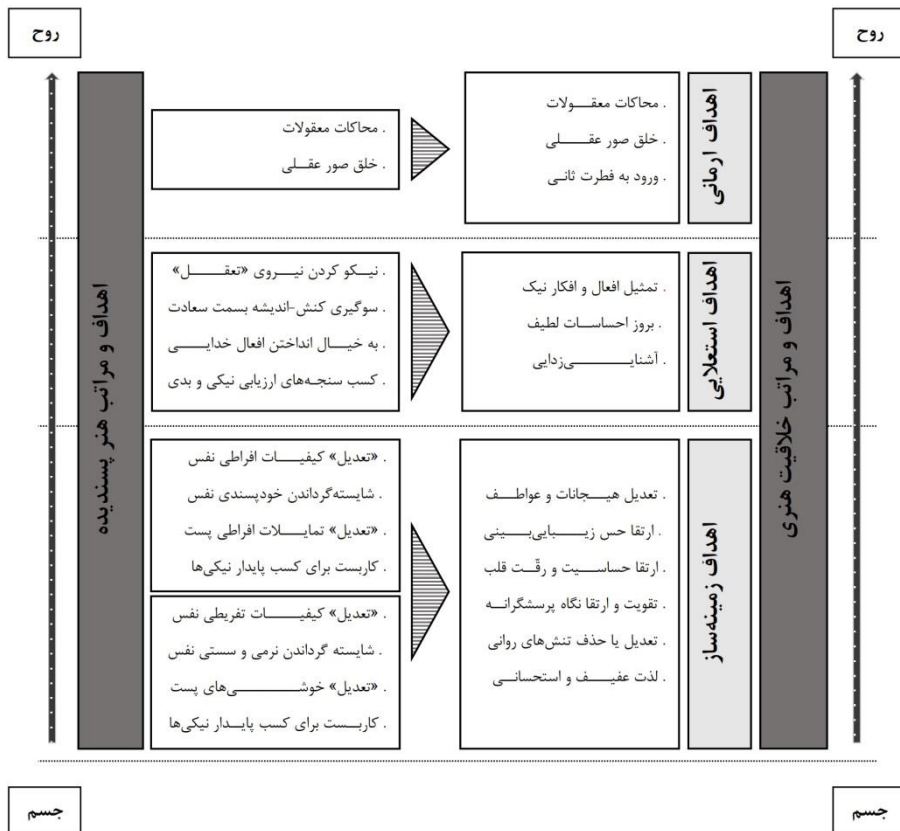 روح
روح
اهداف و مراتب خلاقیت هنری
اهداف آرمانی
. محاکات معقولات
. خلق صور عقلی
. ورود به فطرت ثانی
. محاکات معقولات
. خلق صور عقلی
اهداف استعلایی
. تمثیل افعال و افکار نیک
. بروز احساسات لطیف
. آشنایی‌زدایی
. نیکو کردن نیروی «تعقل»
. سوگیری کنش-اندیشه بسمت سعادت
. به خیال انداختن افعال خدایی
. کسب سنجه‌های ارزیابی نیکی و بدی
اهداف زمینه‌ساز
. تعدیل هیجانات و عواطف
. ارتقا حس زیبایی‌بینی
. ارتقا حساسیت و رقّت قلب
. تقویت و ارتقا نگاه پرسشگرانه
. تعدیل یا حذف تنش‌های روانی
. لذت عفیف و استحسانی
. «تعدیل» کیفیات افراطی نفس
. شایسته‌گرداندن خودپسندی نفس
. «تعدیل» تمایلات افراطی پست
. کاربست برای کسب پایدار نیکی‌ها
. «تعدیل» کیفیات تفریطی نفس
. شایسته گرداندن نرمی و سستی نفس
. «تعدیل» خوشی‌های پست
. کاربست برای کسب پایدار نیکی‌ها
اهداف و مراتب هنر پسندیده
جسم
جسم